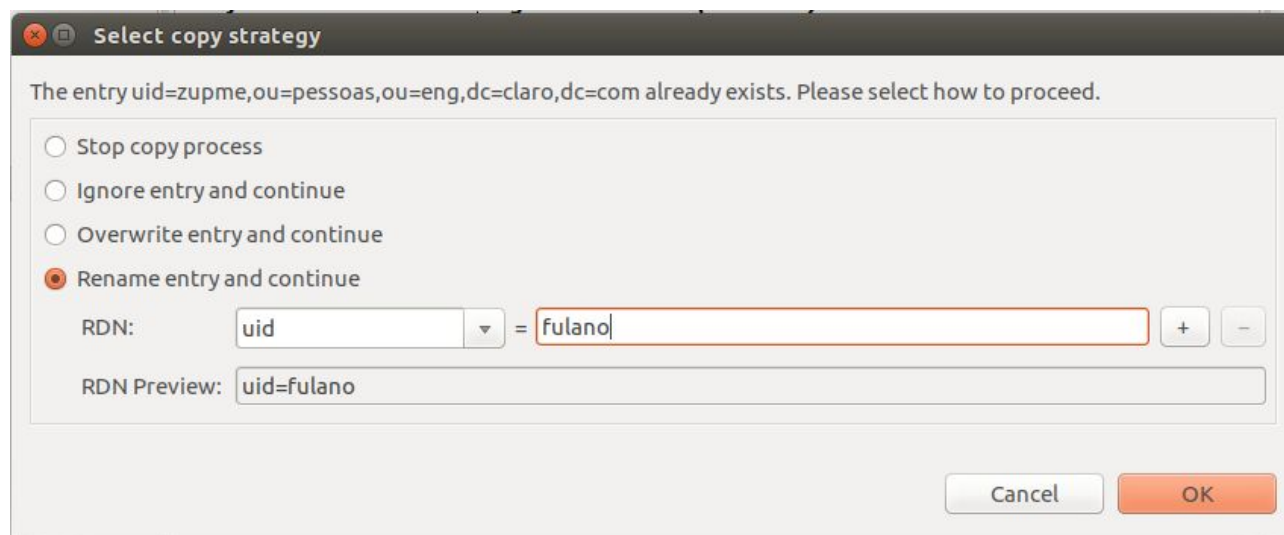 Select copy strategy
The entry uid=zupme,ou=pessoas,ou=eng,dc=claro,dc=com already exists. Please select how to proceed.
Stop copy process
Ignore entry and continue
Overwrite entry and continue
Rename entry and continue
RDN: uid = fulano + −
RDN Preview: uid=fulano
Cancel OK